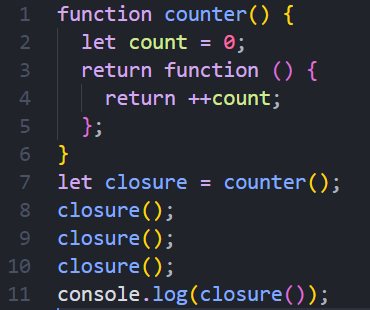 1 function counter() {
2   let count = 0;
3   return function () {
4     return ++count;
5   };
6 }
7 let closure = counter();
8 closure();
9 closure();
10 closure();
11 console.log(closure());